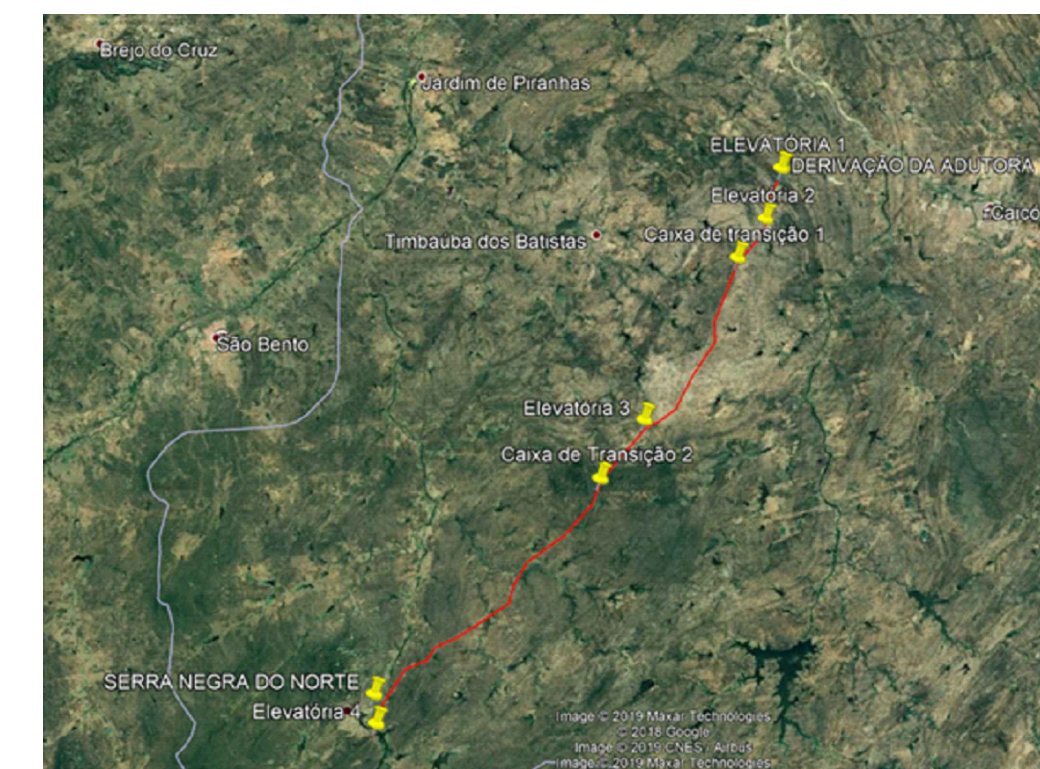 Brejo do Cruz
Jardim de Piranhas
ELEVATÓRIA 1
DERIVAÇÃO DA ADUTORA
Elevatória 2
Caicó
Timbaúba dos Batistas
Caixa de transição 1
São Bento
Elevatória 3
Caixa de Transição 2
SERRA NEGRA DO NORTE
Elevatória 4
Image © 2019 Maxar Technologies
© 2018 Google
Image © 2019 CNES / Airbus
Image © 2019 Maxar Technologies